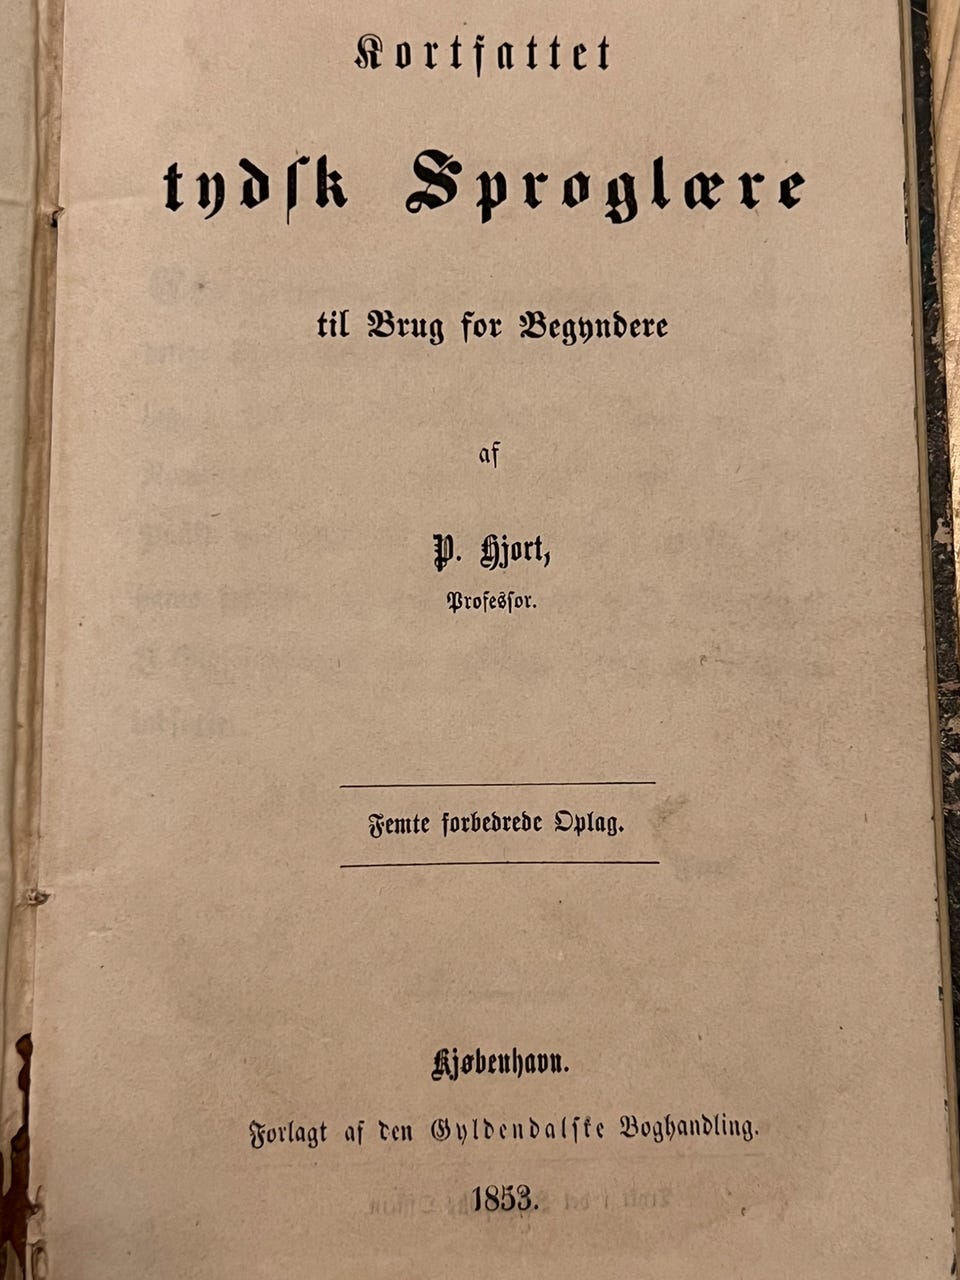 Kortfattet
tydſk Sproglære
til Brug for Begyndere
af
P. Hjort,
Profesſor.
Femte forbedrede Oplag.
Kjøbenhavn.
Forlagt af den Gyldendalſke Boghandling.
1853.